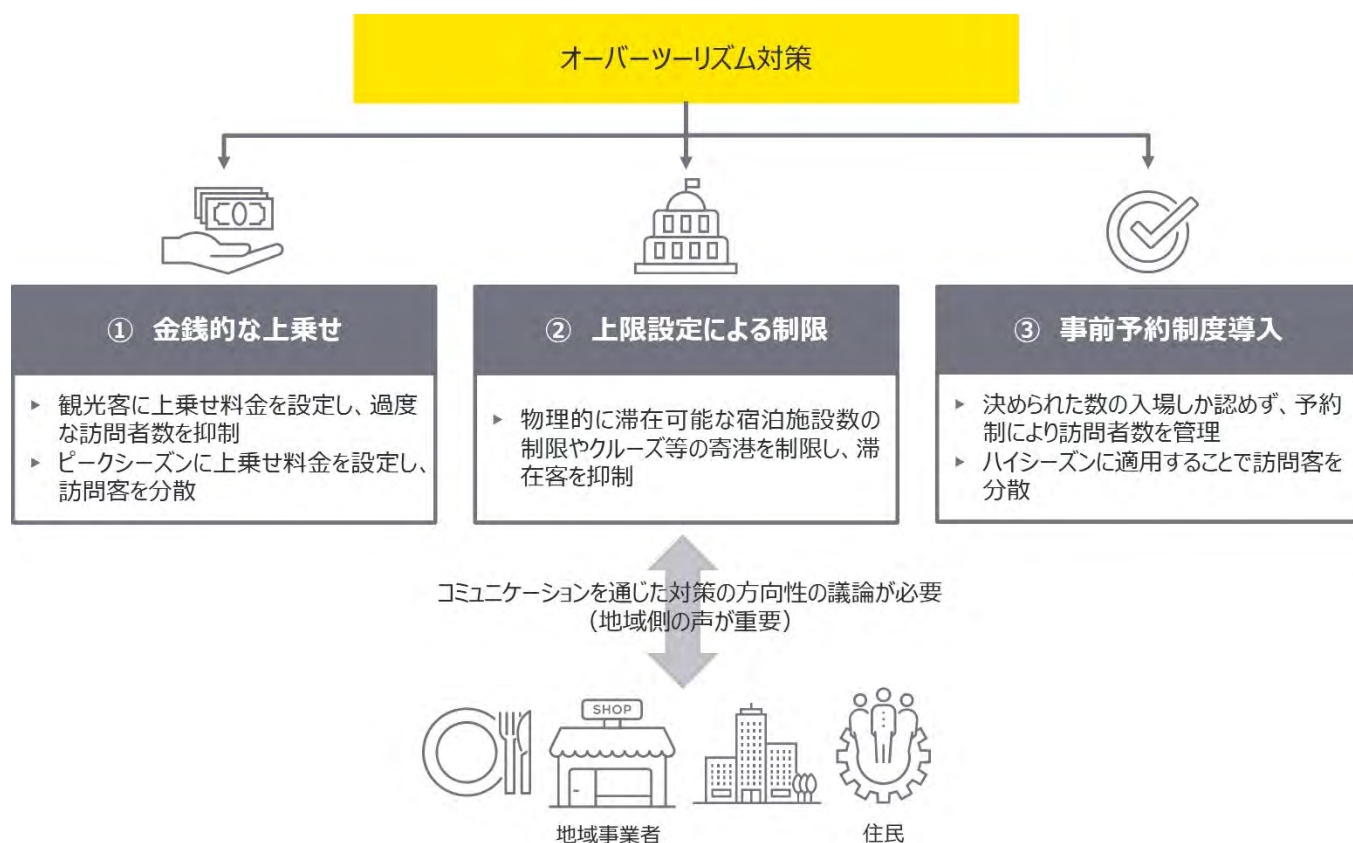 オーバーツーリズム対策
① 金銭的な上乗せ
▸ 観光客に上乗せ料金を設定し、過度
な訪問者数を抑制
▸ ピークシーズンに上乗せ料金を設定し、
訪問客を分散
② 上限設定による制限
▸ 物理的に滞在可能な宿泊施設数の
制限やクルーズ等の寄港を制限し、滞
在客を抑制
③ 事前予約制度導入
▸ 決められた数の入場しか認めず、予約
制により訪問者数を管理
▸ ハイシーズンに適用することで訪問客を
分散
コミュニケーションを通じた対策の方向性の議論が必要
（地域側の声が重要）
SHOP
地域事業者
住民